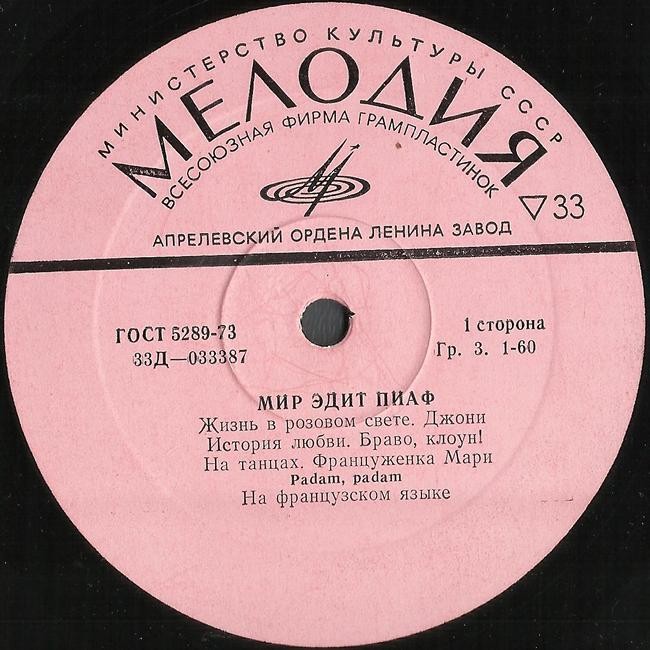 МИНИСТЕРСТВО КУЛЬТУРЫ СССР
МЕЛОДИЯ
ВСЕСОЮЗНАЯ ФИРМА ГРАМПЛАСТИНОК
▽33
АПРЕЛЕВСКИЙ ОРДЕНА ЛЕНИНА ЗАВОД
ГОСТ 5289-73
33Д—033387
1 сторона
Гр. 3. 1-60
МИР ЭДИТ ПИАФ
Жизнь в розовом свете. Джони
История любви. Браво, клоун!
На танцах. Француженка Мари
Padam, padam
На французском языке